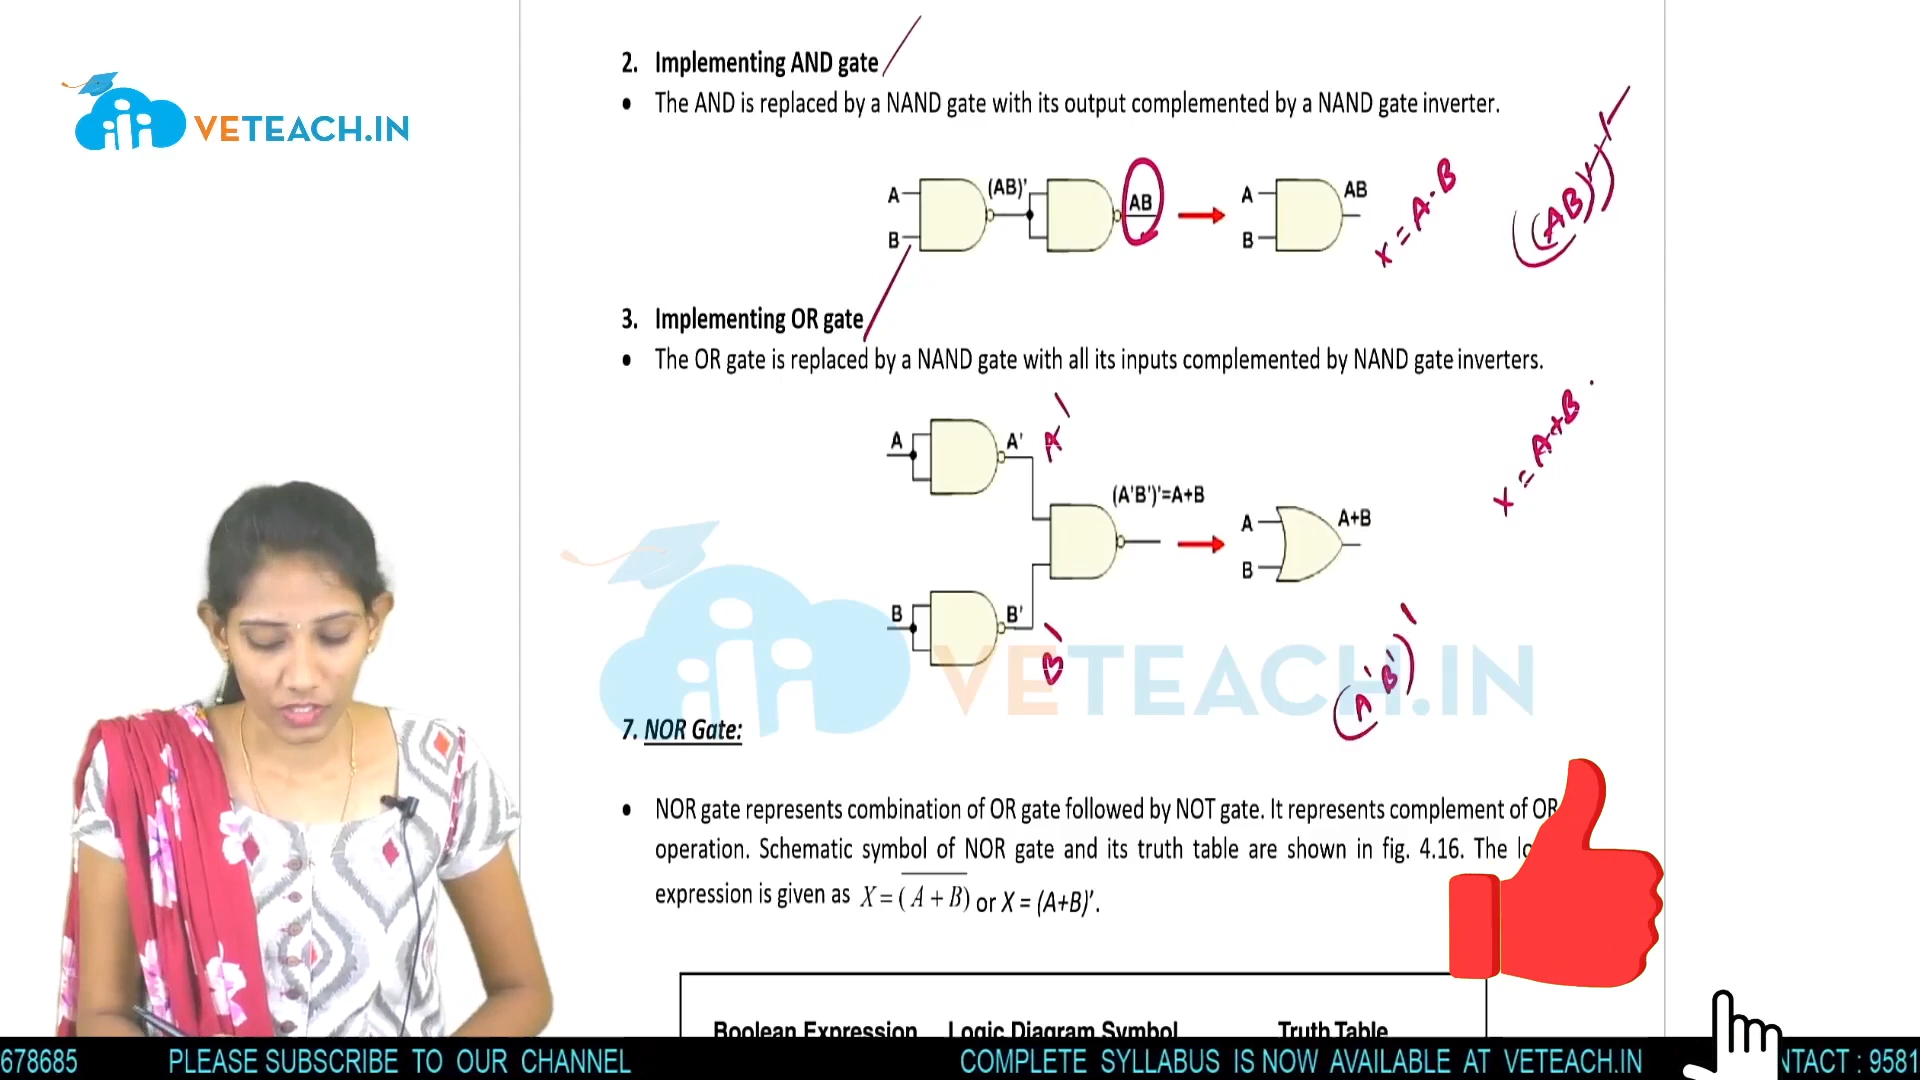 2. Implementing AND gate
• The AND is replaced by a NAND gate with its output complemented by a NAND gate inverter.
VETEACH.IN
A
B
(AB)'
AB
A
B
AB
x = A·B
((AB)')'
3. Implementing OR gate
• The OR gate is replaced by a NAND gate with all its inputs complemented by NAND gate inverters.
A
A'
A'
(A'B')'=A+B
A
B
A+B
x = A+B
B
B'
B'
(A'B')'
VETEACH.IN
7. NOR Gate:
• NOR gate represents combination of OR gate followed by NOT gate. It represents complement of OR
operation. Schematic symbol of NOR gate and its truth table are shown in fig. 4.16. The
expression is given as X = \overline{(A + B)} or X = (A+B)'.
Boolean Expression Logic Diagram Symbol Truth Table
678685 PLEASE SUBSCRIBE TO OUR CHANNEL COMPLETE SYLLABUS IS NOW AVAILABLE AT VETEACH.IN NTACT : 9581